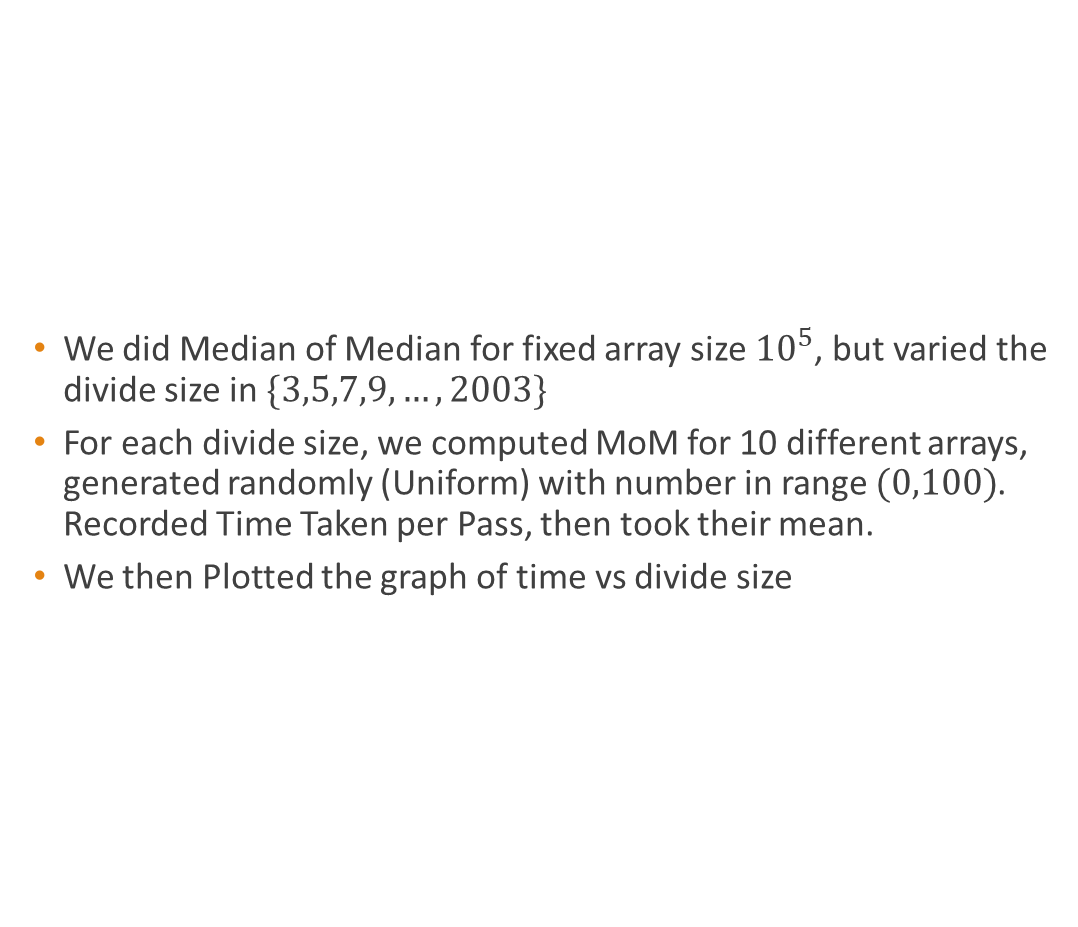 • We did Median of Median for fixed array size 10⁵, but varied the
divide size in {3,5,7,9, … , 2003}
• For each divide size, we computed MoM for 10 different arrays,
generated randomly (Uniform) with number in range (0,100).
Recorded Time Taken per Pass, then took their mean.
• We then Plotted the graph of time vs divide size